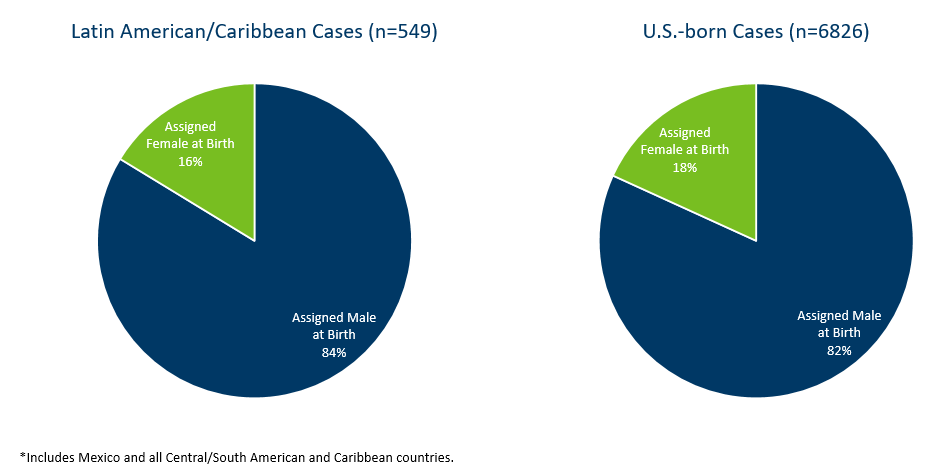 Latin American/Caribbean Cases (n=549)
U.S.-born Cases (n=6826)
Assigned
Female at Birth
16%
Assigned Male
at Birth
84%
Assigned
Female at Birth
18%
Assigned Male
at Birth
82%
*Includes Mexico and all Central/South American and Caribbean countries.